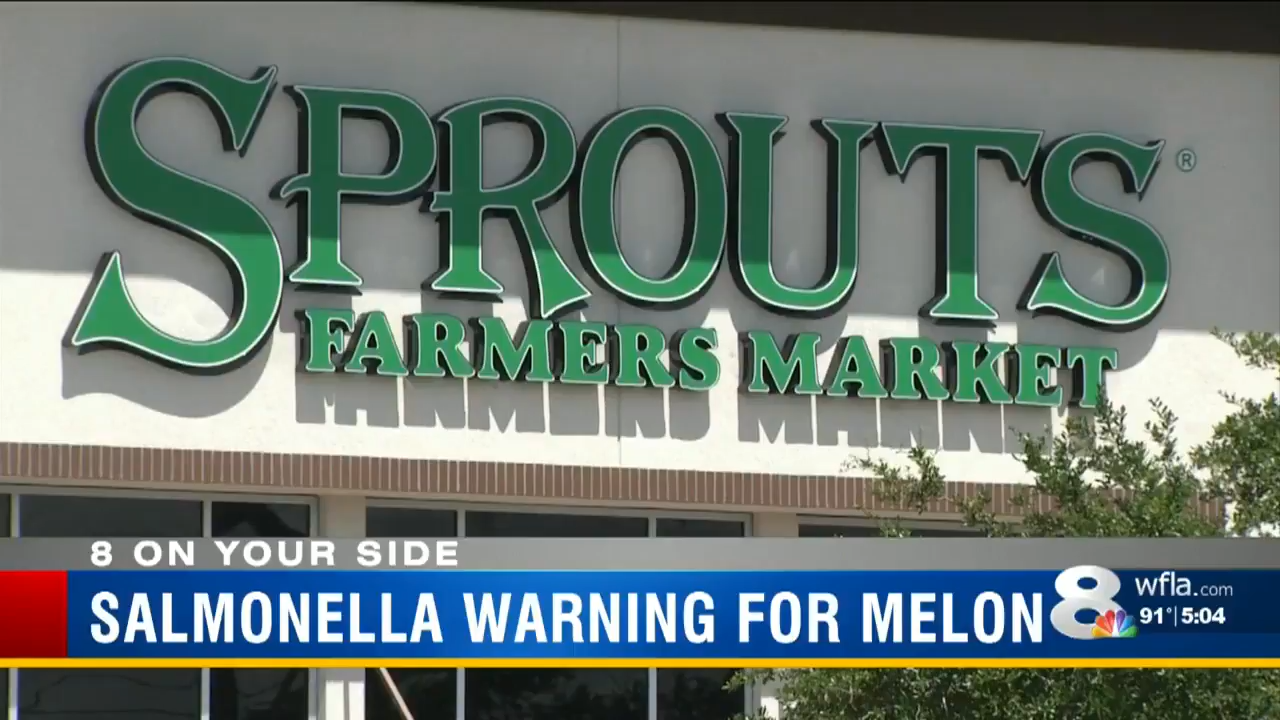 SPROUTS®
FARMERS MARKET
8 ON YOUR SIDE
SALMONELLA WARNING FOR MELON
8
wfla.com
91° | 5:04